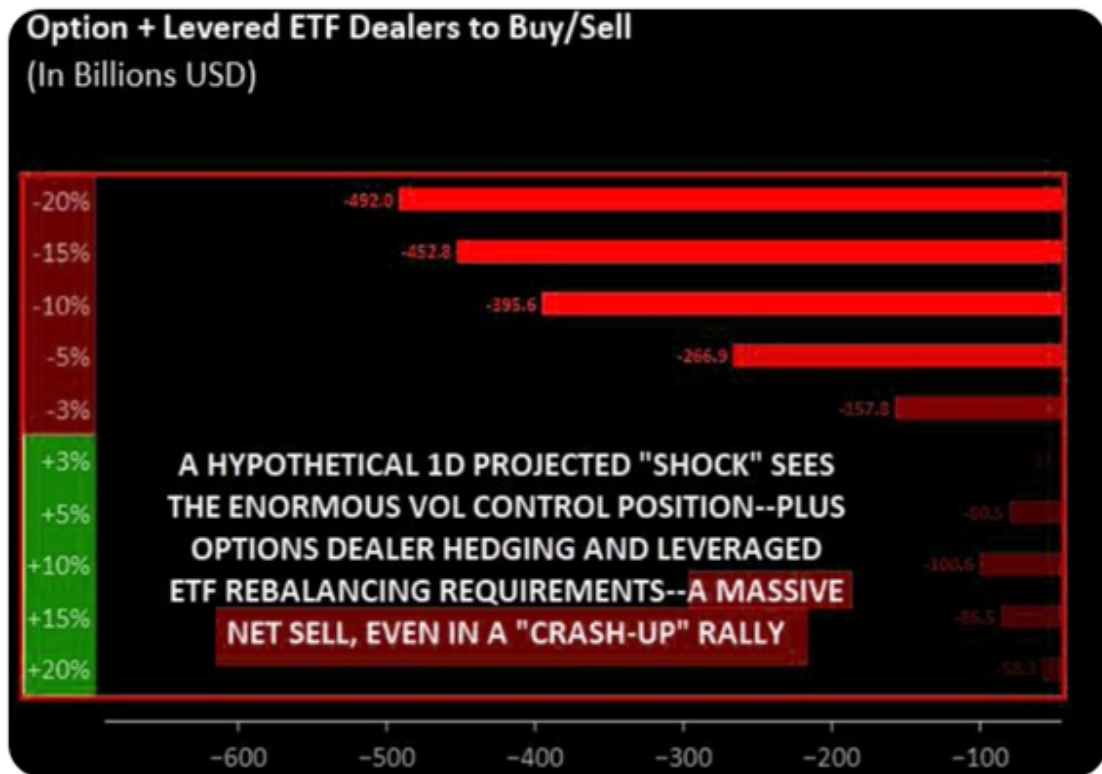 Option + Levered ETF Dealers to Buy/Sell
(In Billions USD)
-20%
-492.0
-15%
-452.8
-10%
-395.6
-5%
-266.9
-3%
-157.8
+3%
A HYPOTHETICAL 1D PROJECTED "SHOCK" SEES
+5%
THE ENORMOUS VOL CONTROL POSITION--PLUS
-80.5
+10%
OPTIONS DEALER HEDGING AND LEVERAGED
-100.6
ETF REBALANCING REQUIREMENTS--A MASSIVE
+15%
NET SELL, EVEN IN A "CRASH-UP" RALLY
-86.5
+20%
-58.3
−600 −500 −400 −300 −200 −100